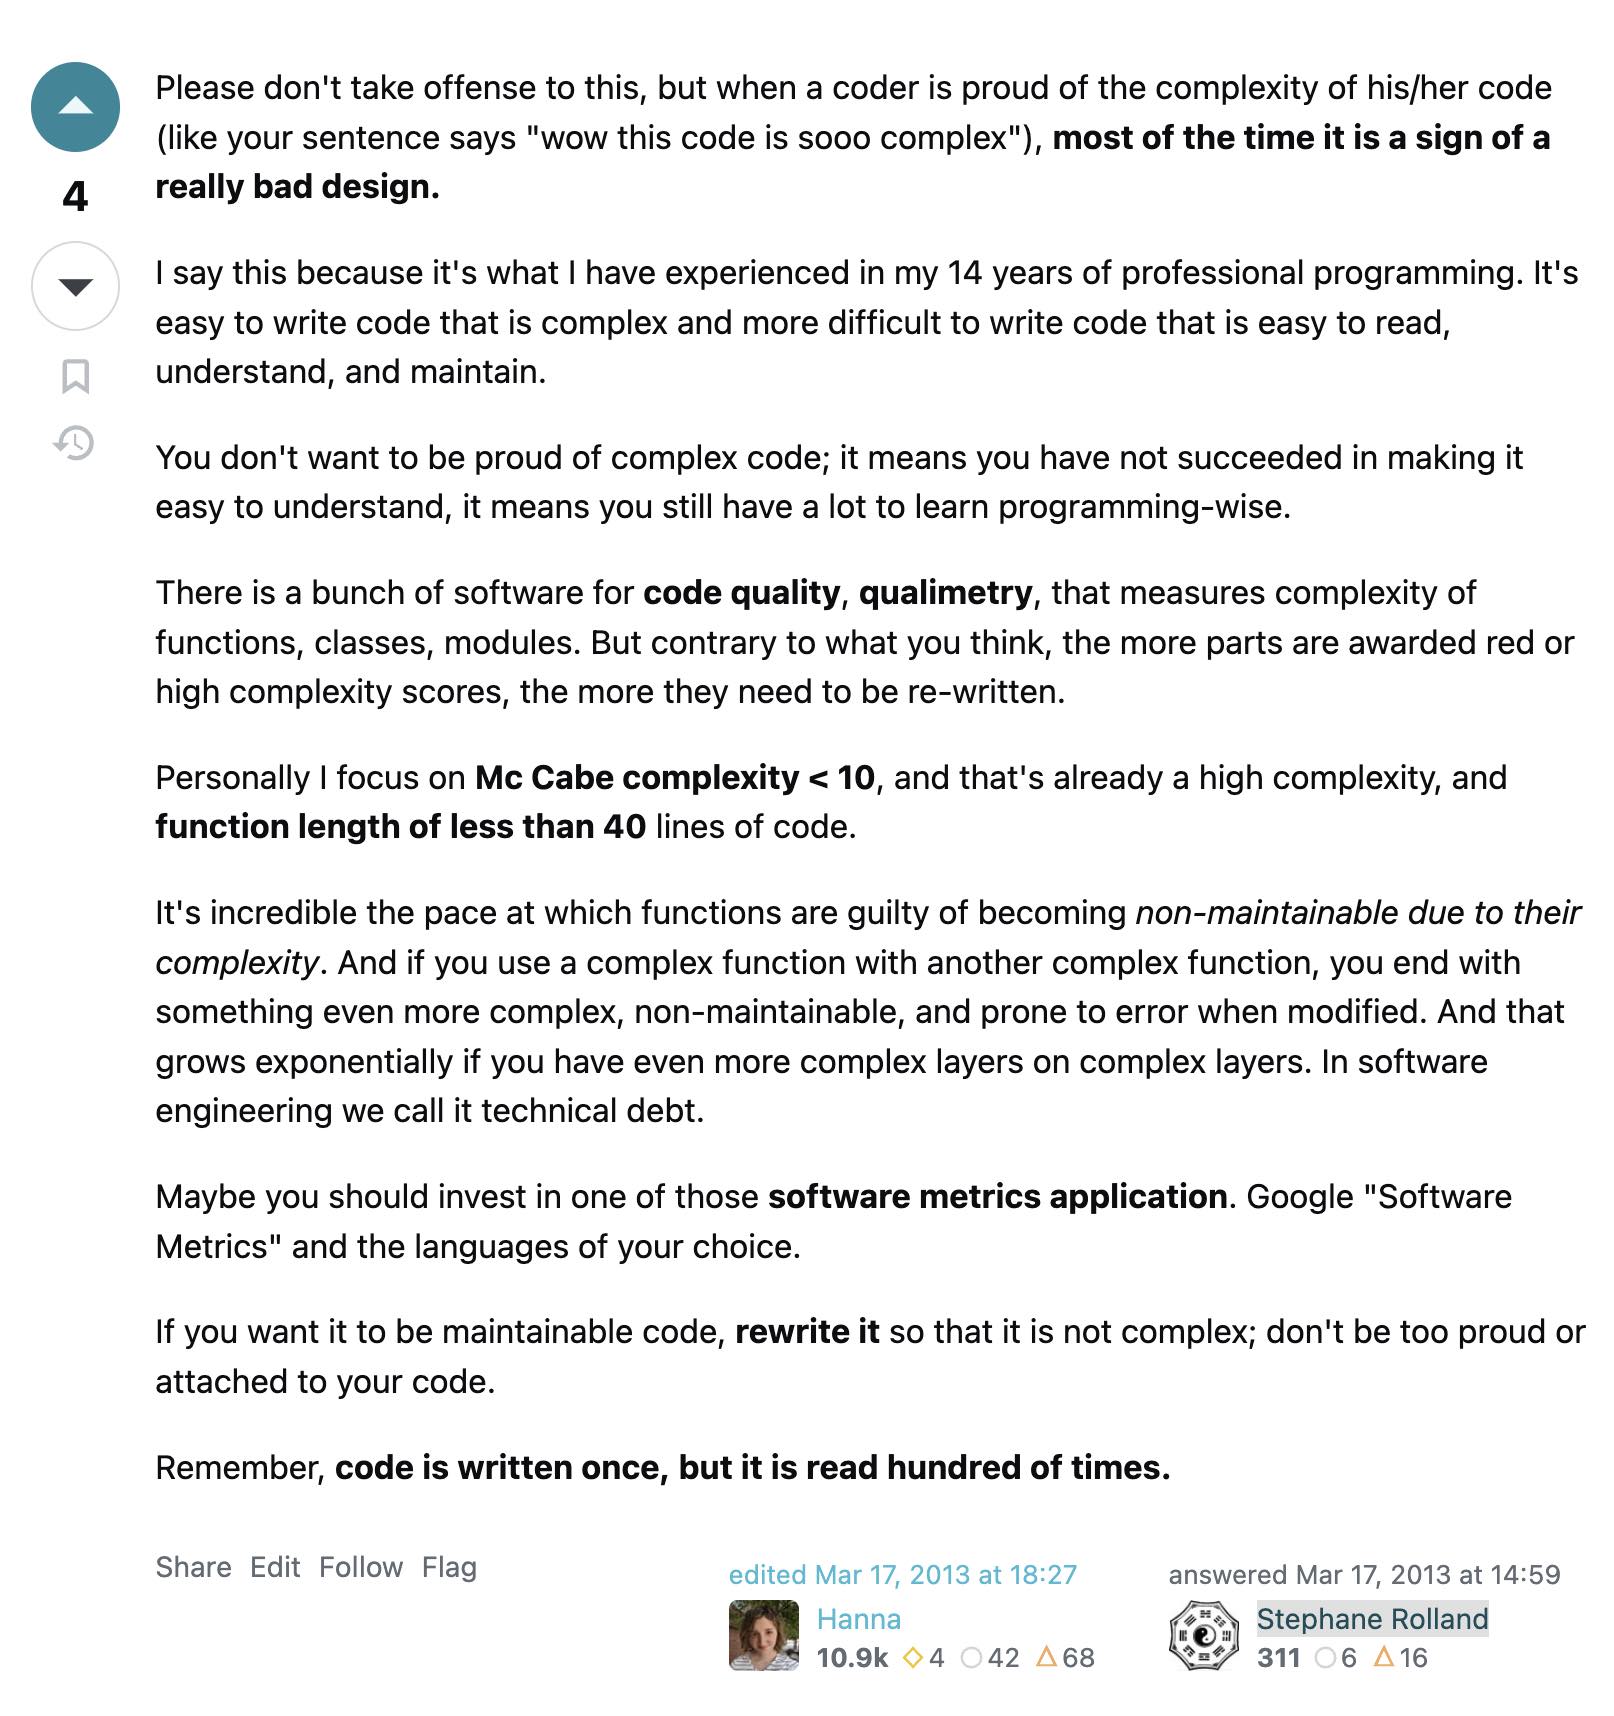 Please don't take offense to this, but when a coder is proud of the complexity of his/her code
(like your sentence says "wow this code is sooo complex"), most of the time it is a sign of a
really bad design.
4
I say this because it's what I have experienced in my 14 years of professional programming. It's
easy to write code that is complex and more difficult to write code that is easy to read,
understand, and maintain.
You don't want to be proud of complex code; it means you have not succeeded in making it
easy to understand, it means you still have a lot to learn programming-wise.
There is a bunch of software for code quality, qualimetry, that measures complexity of
functions, classes, modules. But contrary to what you think, the more parts are awarded red or
high complexity scores, the more they need to be re-written.
Personally I focus on Mc Cabe complexity < 10, and that's already a high complexity, and
function length of less than 40 lines of code.
It's incredible the pace at which functions are guilty of becoming non-maintainable due to their
complexity. And if you use a complex function with another complex function, you end with
something even more complex, non-maintainable, and prone to error when modified. And that
grows exponentially if you have even more complex layers on complex layers. In software
engineering we call it technical debt.
Maybe you should invest in one of those software metrics application. Google "Software
Metrics" and the languages of your choice.
If you want it to be maintainable code, rewrite it so that it is not complex; don't be too proud or
attached to your code.
Remember, code is written once, but it is read hundred of times.
Share Edit Follow Flag
edited Mar 17, 2013 at 18:27
Hanna
10.9k 4 42 68
answered Mar 17, 2013 at 14:59
Stephane Rolland
311 6 16